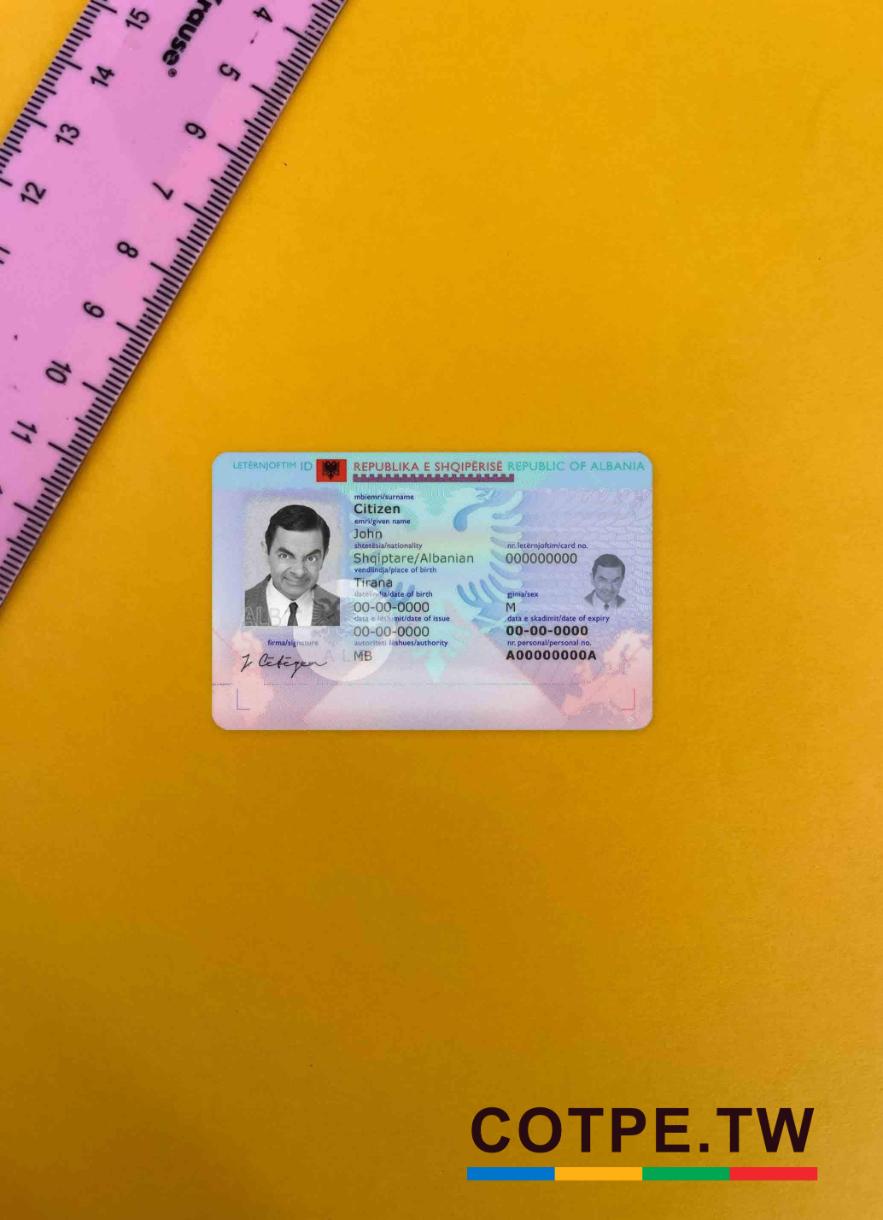 15
14
13
12
11
10
9
8
7
6
5
4
LETËRNJOFTIM ID REPUBLIKA E SHQIPËRISË REPUBLIC OF ALBANIA
mbiemri/surname
Citizen
emri/given name
John
shtetësia/nationality nr. letërnjoftim/card no.
Shqiptare/Albanian 000000000
vendlindja/place of birth
Tirana
datelindja/date of birth gjinia/sex
00-00-0000 M
data e lëshimit/date of issue data e skadimit/date of expiry
00-00-0000 00-00-0000
firma/signature autoriteti lëshues/authority nr. personal/personal no.
J Citizen MB A00000000A
COTPE.TW